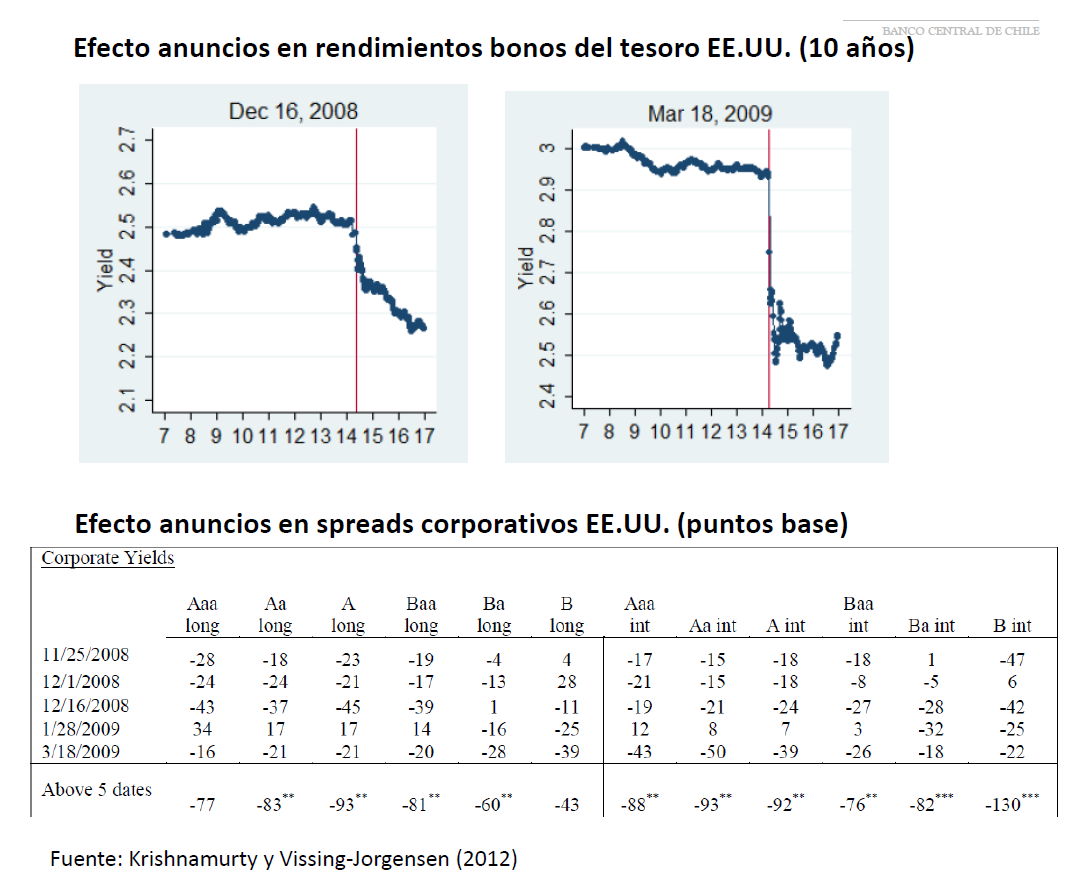 BANCO CENTRAL DE CHILE
Efecto anuncios en rendimientos bonos del tesoro EE.UU. (10 años)
Dec 16, 2008
Yield
2.7
2.6
2.5
2.4
2.3
2.2
2.1
7 8 9 10 11 12 13 14 15 16 17
Mar 18, 2009
Yield
3
2.9
2.8
2.7
2.6
2.5
2.4
7 8 9 10 11 12 13 14 15 16 17
Efecto anuncios en spreads corporativos EE.UU. (puntos base)
Corporate Yields
Aaa Aa A Baa Ba B Aaa Baa
long long long long long long int Aa int A int int Ba int B int
11/25/2008 -28 -18 -23 -19 -4 4 -17 -15 -18 -18 1 -47
12/1/2008 -24 -24 -21 -17 -13 28 -21 -15 -18 -8 -5 6
12/16/2008 -43 -37 -45 -39 1 -11 -19 -21 -24 -27 -28 -42
1/28/2009 34 17 17 14 -16 -25 12 8 7 3 -32 -25
3/18/2009 -16 -21 -21 -20 -28 -39 -43 -50 -39 -26 -18 -22
Above 5 dates -77 -83** -93** -81** -60** -43 -88** -93** -92** -76** -82*** -130***
Fuente: Krishnamurty y Vissing-Jorgensen (2012)